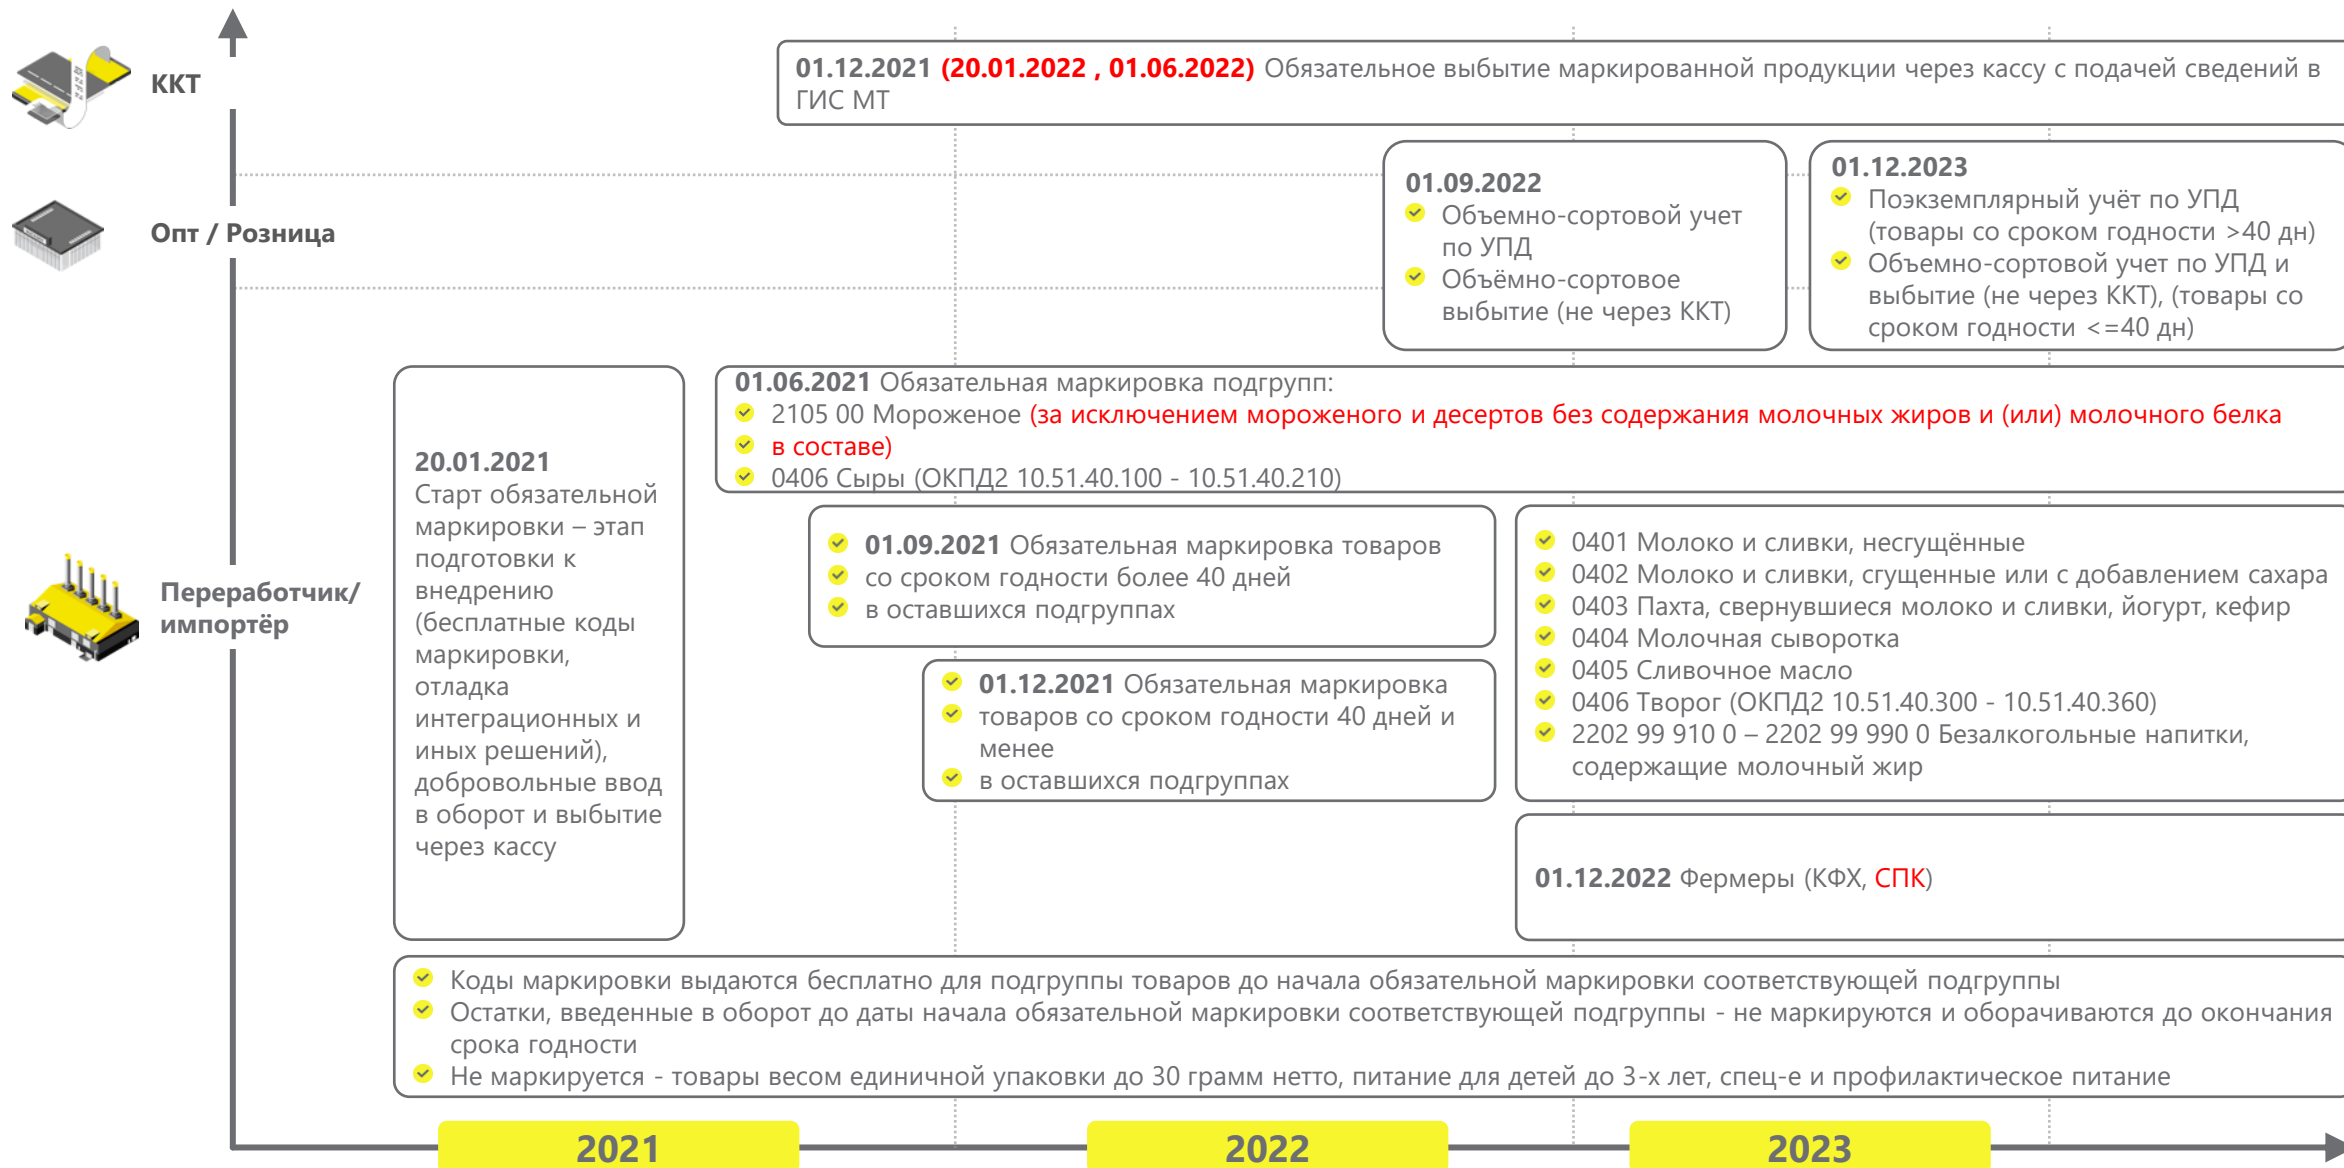 ККТ
01.12.2021 (20.01.2022 , 01.06.2022) Обязательное выбытие маркированной продукции через кассу с подачей сведений в
ГИС МТ
Опт / Розница
01.09.2022
Объемно-сортовой учет
по УПД
Объёмно-сортовое
выбытие (не через ККТ)
01.12.2023
Поэкземплярный учёт по УПД
(товары со сроком годности >40 дн)
Объемно-сортовой учет по УПД и
выбытие (не через ККТ), (товары со
сроком годности <=40 дн)
Переработчик/
импортёр
20.01.2021
Старт обязательной
маркировки – этап
подготовки к
внедрению
(бесплатные коды
маркировки,
отладка
интеграционных и
иных решений),
добровольные ввод
в оборот и выбытие
через кассу
01.06.2021 Обязательная маркировка подгрупп:
2105 00 Мороженое (за исключением мороженого и десертов без содержания молочных жиров и (или) молочного белка
в составе)
0406 Сыры (ОКПД2 10.51.40.100 - 10.51.40.210)
01.09.2021 Обязательная маркировка товаров
со сроком годности более 40 дней
в оставшихся подгруппах
01.12.2021 Обязательная маркировка
товаров со сроком годности 40 дней и
менее
в оставшихся подгруппах
0401 Молоко и сливки, несгущённые
0402 Молоко и сливки, сгущенные или с добавлением сахара
0403 Пахта, свернувшиеся молоко и сливки, йогурт, кефир
0404 Молочная сыворотка
0405 Сливочное масло
0406 Творог (ОКПД2 10.51.40.300 - 10.51.40.360)
2202 99 910 0 – 2202 99 990 0 Безалкогольные напитки,
содержащие молочный жир
01.12.2022 Фермеры (КФХ, СПК)
Коды маркировки выдаются бесплатно для подгруппы товаров до начала обязательной маркировки соответствующей подгруппы
Остатки, введенные в оборот до даты начала обязательной маркировки соответствующей подгруппы - не маркируются и оборачиваются до окончания
срока годности
Не маркируется - товары весом единичной упаковки до 30 грамм нетто, питание для детей до 3-х лет, спец-е и профилактическое питание
2021
2022
2023